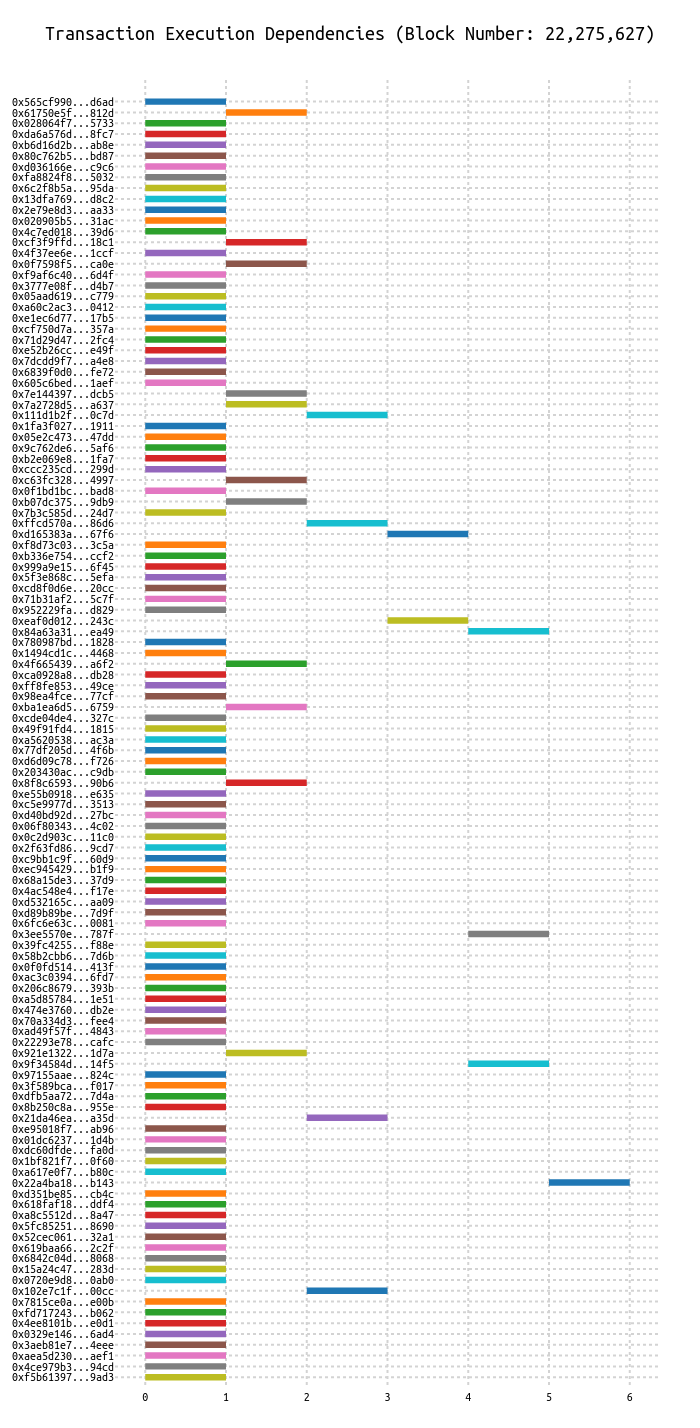 Transaction Execution Dependencies (Block Number: 22,275,627)
0x565cf990...d6ad
0x61750e5f...812d
0x028064f7...5733
0xda6a576d...8fc7
0xb6d16d2b...ab8e
0x80c762b5...bd87
0xd036166e...c9c6
0xfa8824f8...5032
0x6c2f8b5a...95da
0x13dfa769...d8c2
0x2e79e8d3...aa33
0x020905b5...31ac
0x4c7ed018...39d6
0xcf3f9ffd...18c1
0x4f37ee6e...1ccf
0x0f7598f5...ca0e
0xf9af6c40...6d4f
0x3777e08f...d4b7
0x05aad619...c779
0xa60c2ac3...0412
0xe1ec6d77...17b5
0xcf750d7a...357a
0x71d29d47...2fc4
0xe52b26cc...e49f
0x7dcdd9f7...a4e8
0x6839f0d0...fe72
0x605c6bed...1aef
0x7e144397...dcb5
0x7a2728d5...a637
0x111d1b2f...0c7d
0x1fa3f027...1911
0x05e2c473...47dd
0x9c762de6...5af6
0xb2e069e8...1fa7
0xccc235cd...299d
0xc63fc328...4997
0x0f1bd1bc...bad8
0xb07dc375...9db9
0x7b3c585d...24d7
0xffcd570a...86d6
0xd165383a...67f6
0xf8d73c03...3c5a
0xb336e754...ccf2
0x999a9e15...6f45
0x5f3e868c...5efa
0xcd8f0d6e...20cc
0x71b31af2...5c7f
0x952229fa...d829
0xeaf0d012...243c
0x84a63a31...ea49
0x780987bd...1828
0x1494cd1c...4468
0x4f665439...a6f2
0xca0928a8...db28
0xff8fe853...49ce
0x98ea4fce...77cf
0xba1ea6d5...6759
0xcde04de4...327c
0x49f91fd4...1815
0xa5620538...ac3a
0x77df205d...4f6b
0xd6d09c78...f726
0x203430ac...c9db
0x8f8c6593...90b6
0xe55b0918...e635
0xc5e9977d...3513
0xd40bd92d...27bc
0x06f80343...4c02
0x0c2d903c...11c0
0x2f63fd86...9cd7
0xc9bb1c9f...60d9
0xec945429...b1f9
0x68a15de3...37d9
0x4ac548e4...f17e
0xd532165c...aa09
0xd89b89be...7d9f
0x6fc6e63c...0081
0x3ee5570e...787f
0x39fc4255...f88e
0x58b2cbb6...7d6b
0x0f0fd514...413f
0xac3c0394...6fd7
0x206c8679...393b
0xa5d85784...1e51
0x474e3760...db2e
0x70a334d3...fee4
0xad49f57f...4843
0x22293e78...cafc
0x921e1322...1d7a
0x9f34584d...14f5
0x97155aae...824c
0x3f589bca...f017
0xdfb5aa72...7d4a
0x8b250c8a...955e
0x21da46ea...a35d
0xe95018f7...ab96
0x01dc6237...1d4b
0xdc60dfde...fa0d
0x1bf821f7...0f60
0xa617e0f7...b80c
0x22a4ba18...b143
0xd351be85...cb4c
0x618faf18...ddf4
0xa8c5512d...8a47
0x5fc85251...8690
0x52cec061...32a1
0x619baa66...2c2f
0x6842c04d...8068
0x15a24c47...283d
0x0720e9d8...0ab0
0x102e7c1f...00cc
0x7815ce0a...e00b
0xfd717243...b062
0x4ee8101b...e0d1
0x0329e146...6ad4
0x3aeb81e7...4eee
0xaea5d230...aef1
0x4ce979b3...94cd
0xf5b61397...9ad3
0 1 2 3 4 5 6